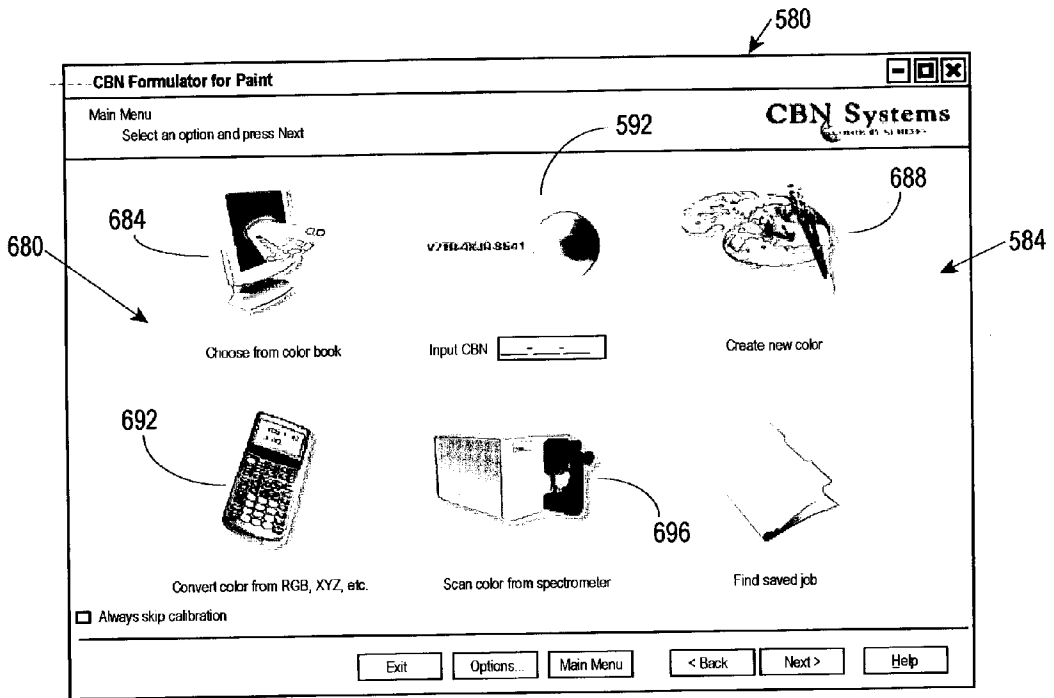 580
CBN Formulator for Paint
Main Menu
Select an option and press Next
CBN Systems
592
688
684
680
584
Choose from color book
Input CBN
Create new color
692
696
Convert color from RGB, XYZ, etc.
Scan color from spectrometer
Find saved job
Always skip calibration
Exit
Options...
Main Menu
< Back
Next >
Help